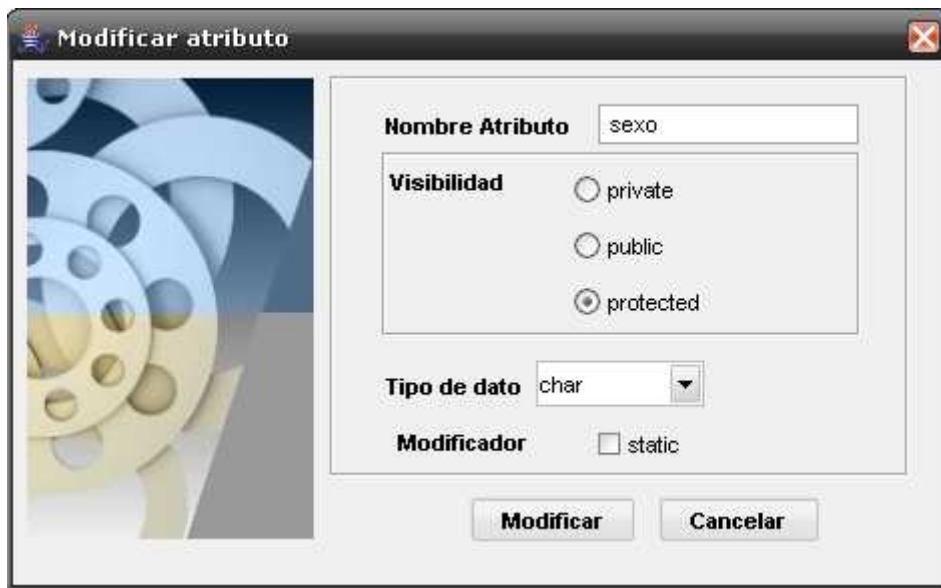 Modificar atributo
Nombre Atributo sexo
Visibilidad private
public
protected
Tipo de dato char
Modificador static
Modificar Cancelar